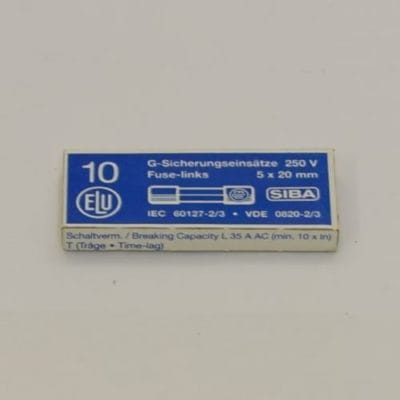 10 G-Sicherungseinsätze 250 V
Fuse-links 5 x 20 mm
ELU SIBA
IEC 60127-2/3 • VDE 0820-2/3
Schaltverm. / Breaking Capacity L 35 A AC (min. 10 x In)
T (Träge • Time-lag)